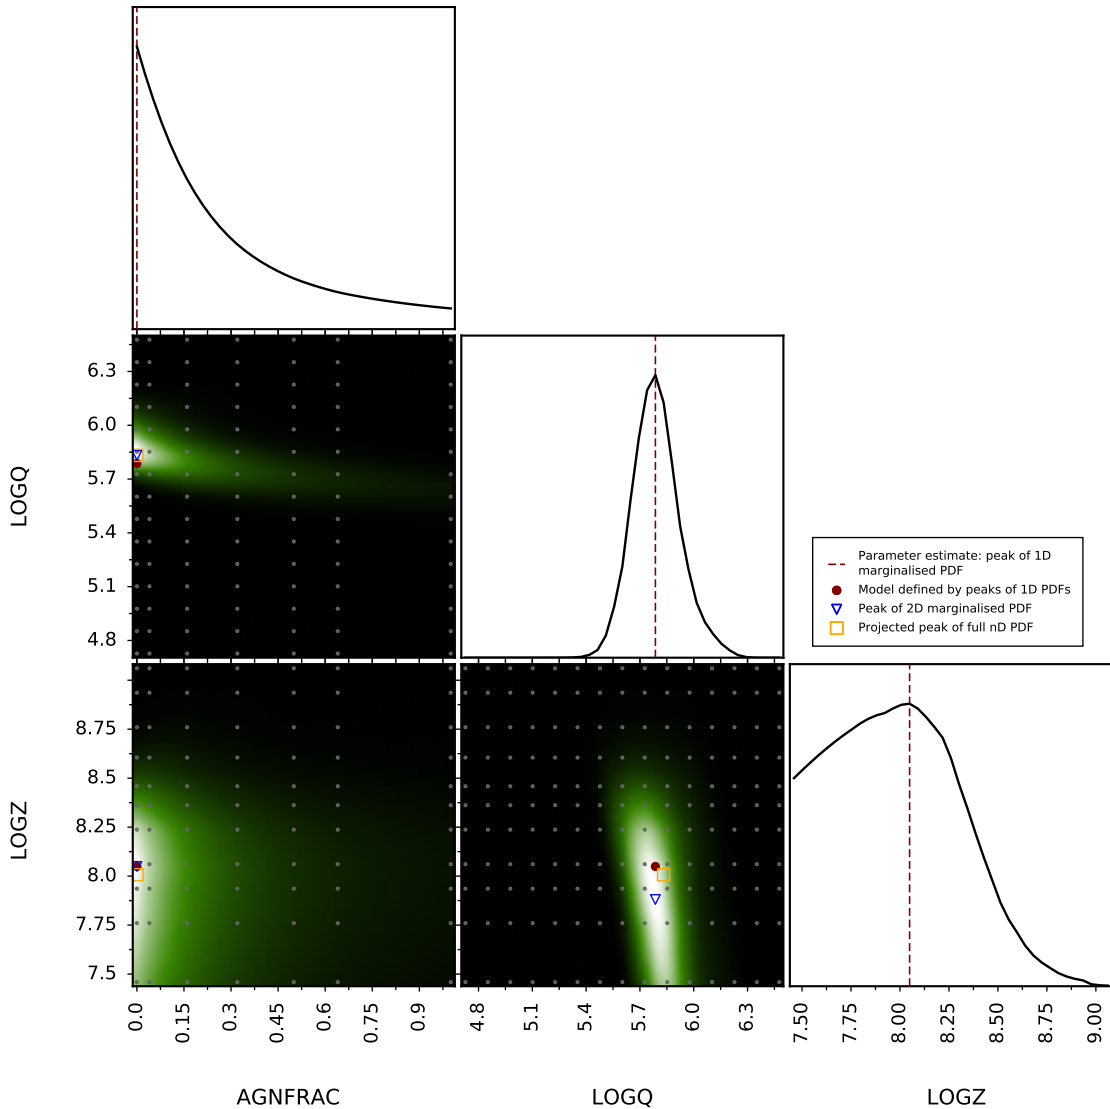 6.3
6.0
5.7
5.4
5.1
4.8
LOGQ
Parameter estimate: peak of 1D
marginalised PDF
Model defined by peaks of 1D PDFs
Peak of 2D marginalised PDF
Projected peak of full nD PDF
8.75
8.5
8.25
8.0
7.75
7.5
LOGZ
0.0 0.15 0.3 0.45 0.6 0.75 0.9
4.8 5.1 5.4 5.7 6.0 6.3
7.50 7.75 8.00 8.25 8.50 8.75 9.00
AGNFRAC LOGQ LOGZ